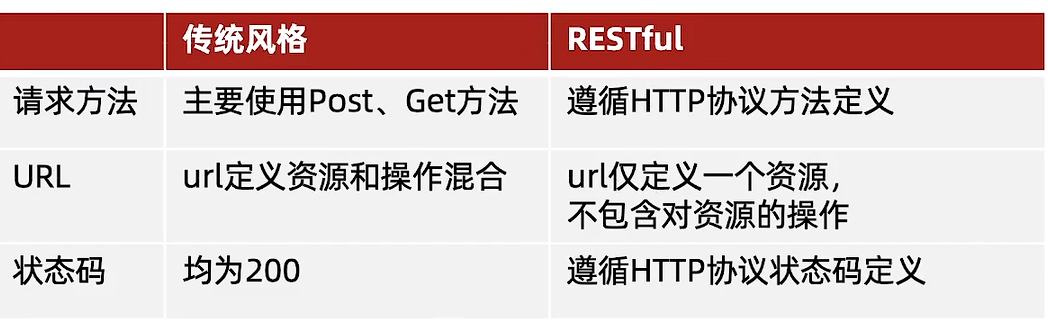 传统风格 RESTful
请求方法 主要使用Post、Get方法 遵循HTTP协议方法定义
URL url定义资源和操作混合 url仅定义一个资源，
不包含对资源的操作
状态码 均为200 遵循HTTP协议状态码定义